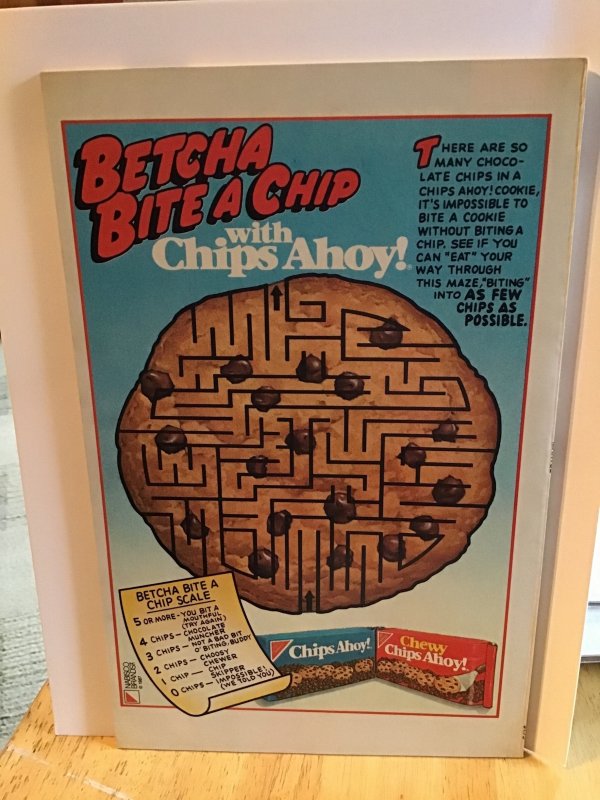 BETCHA
BITE A CHIP
with
Chips Ahoy!
THERE ARE SO
MANY CHOCO-
LATE CHIPS IN A
CHIPS AHOY! COOKIE,
IT'S IMPOSSIBLE TO
BITE A COOKIE
WITHOUT BITING A
CHIP. SEE IF YOU
CAN "EAT" YOUR
WAY THROUGH
THIS MAZE, "BITING"
INTO AS FEW
CHIPS AS
POSSIBLE.
BETCHA BITE A
CHIP SCALE
5 OR MORE - YOU BIT A
MOUTHFUL
(TRY AGAIN)
4 CHIPS - CHOCOLATE
MUNCHER
3 CHIPS - NOT A BAD BIT
O' BITING, BUDDY
2 CHIPS - CHOOSY
CHEWER
1 CHIP - CHIP
SKIPPER
0 CHIPS - IMPOSSIBLE!
(WE TOLD YOU)
NABISCO
BRANDS
Chips Ahoy!
Chewy
Chips Ahoy!